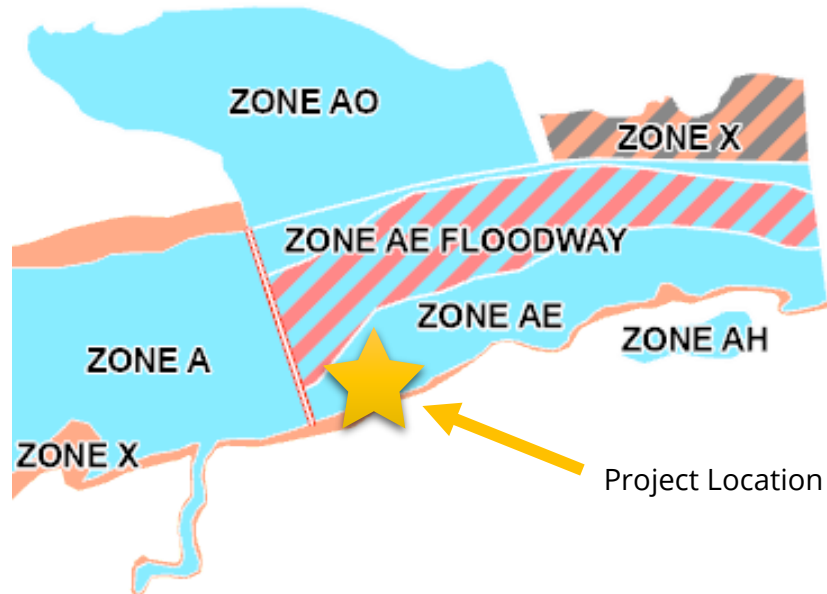 ZONE AO
ZONE X
ZONE AE FLOODWAY
ZONE AE
ZONE AH
ZONE A
ZONE X
Project Location